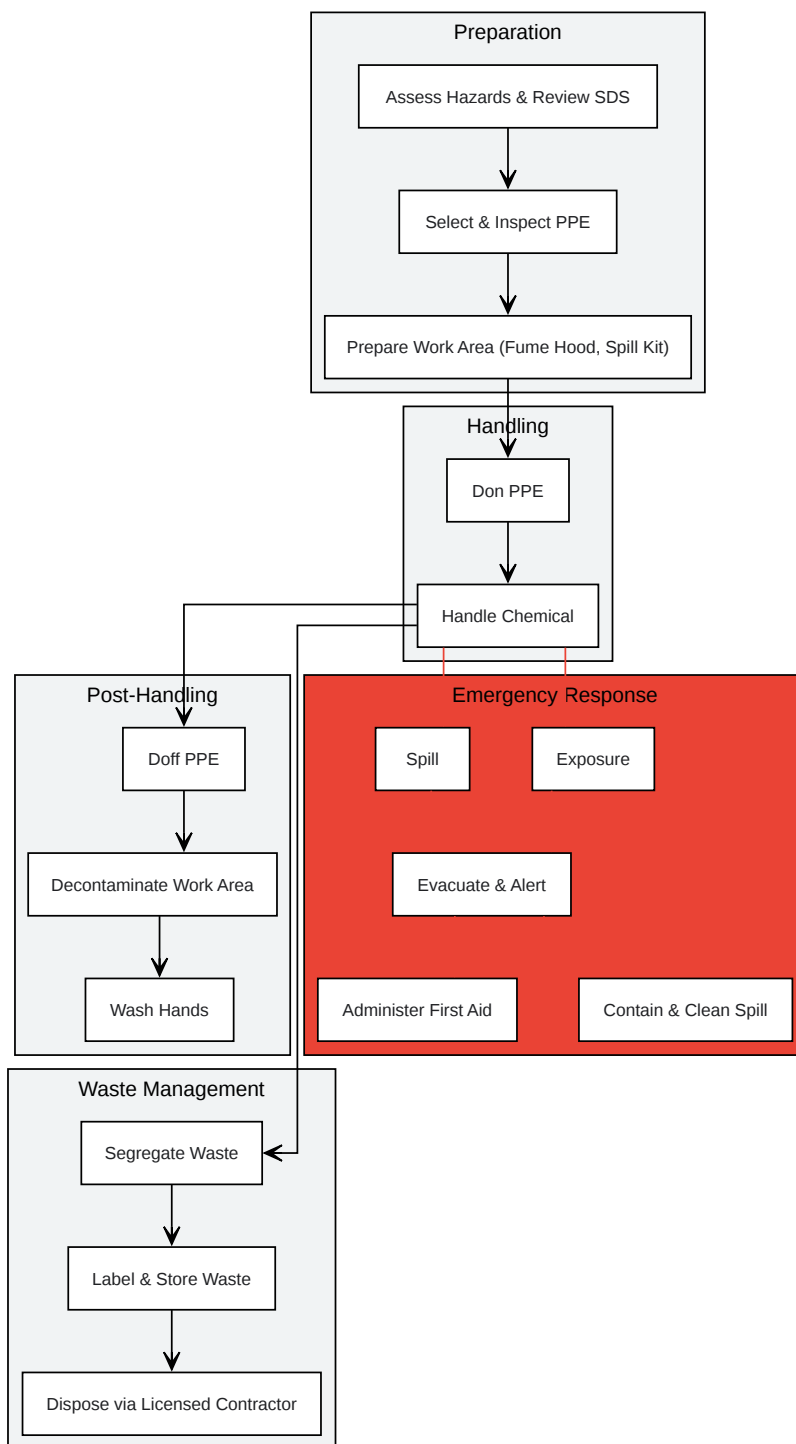 Preparation
Assess Hazards & Review SDS
Select & Inspect PPE
Prepare Work Area (Fume Hood, Spill Kit)
Handling
Don PPE
Handle Chemical
Post-Handling
Doff PPE
Decontaminate Work Area
Wash Hands
Emergency Response
Spill
Exposure
Evacuate & Alert
Administer First Aid
Contain & Clean Spill
Waste Management
Segregate Waste
Label & Store Waste
Dispose via Licensed Contractor